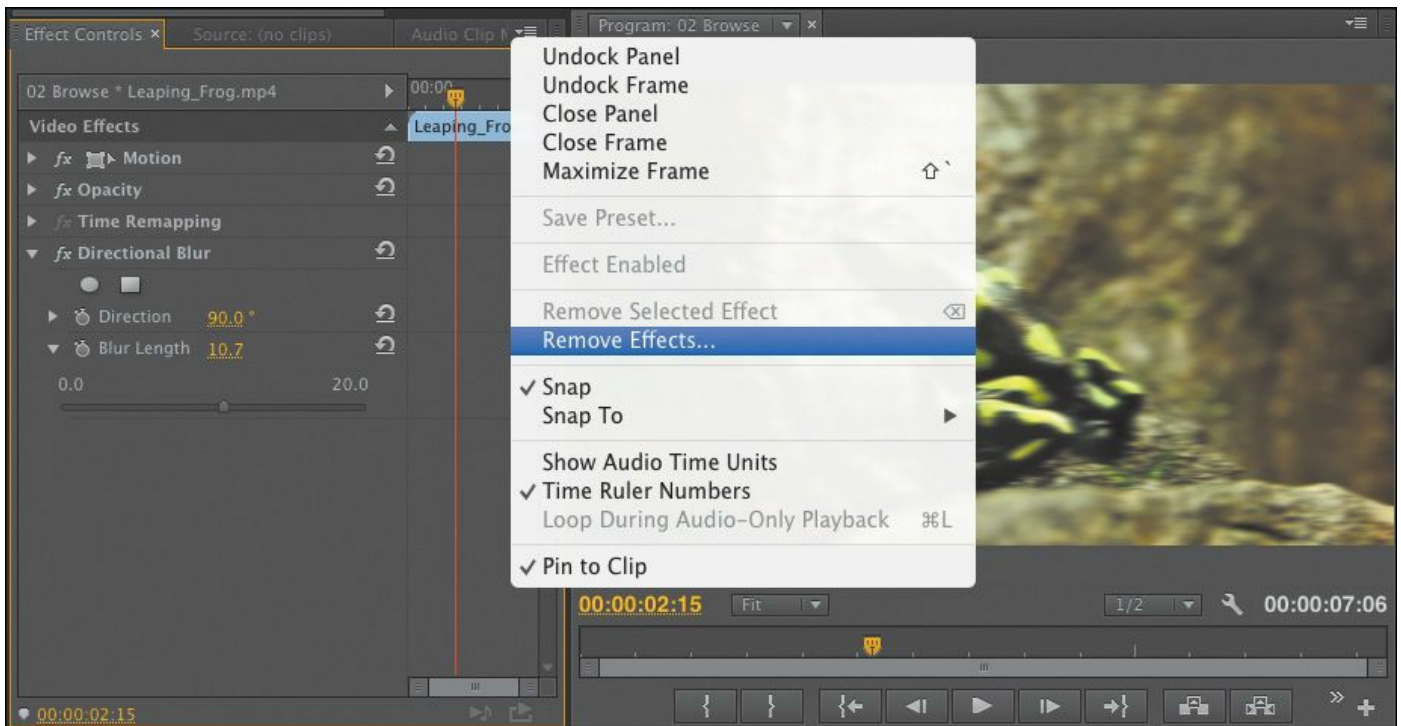 Effect Controls × Source: (no clips) Audio Clip
Program: 02 Browse ×
02 Browse * Leaping_Frog.mp4
00:00
Video Effects
Leaping_Fro
fx Motion
fx Opacity
fx Time Remapping
fx Directional Blur
Direction 90.0 °
Blur Length 10.7
0.0 20.0
00:00:02:15
Undock Panel
Undock Frame
Close Panel
Close Frame
Maximize Frame ⇧ `
Save Preset...
Effect Enabled
Remove Selected Effect ⌫
Remove Effects...
✓ Snap
Snap To
Show Audio Time Units
✓ Time Ruler Numbers
Loop During Audio-Only Playback ⌘L
✓ Pin to Clip
00:00:02:15 Fit 1/2 00:00:07:06